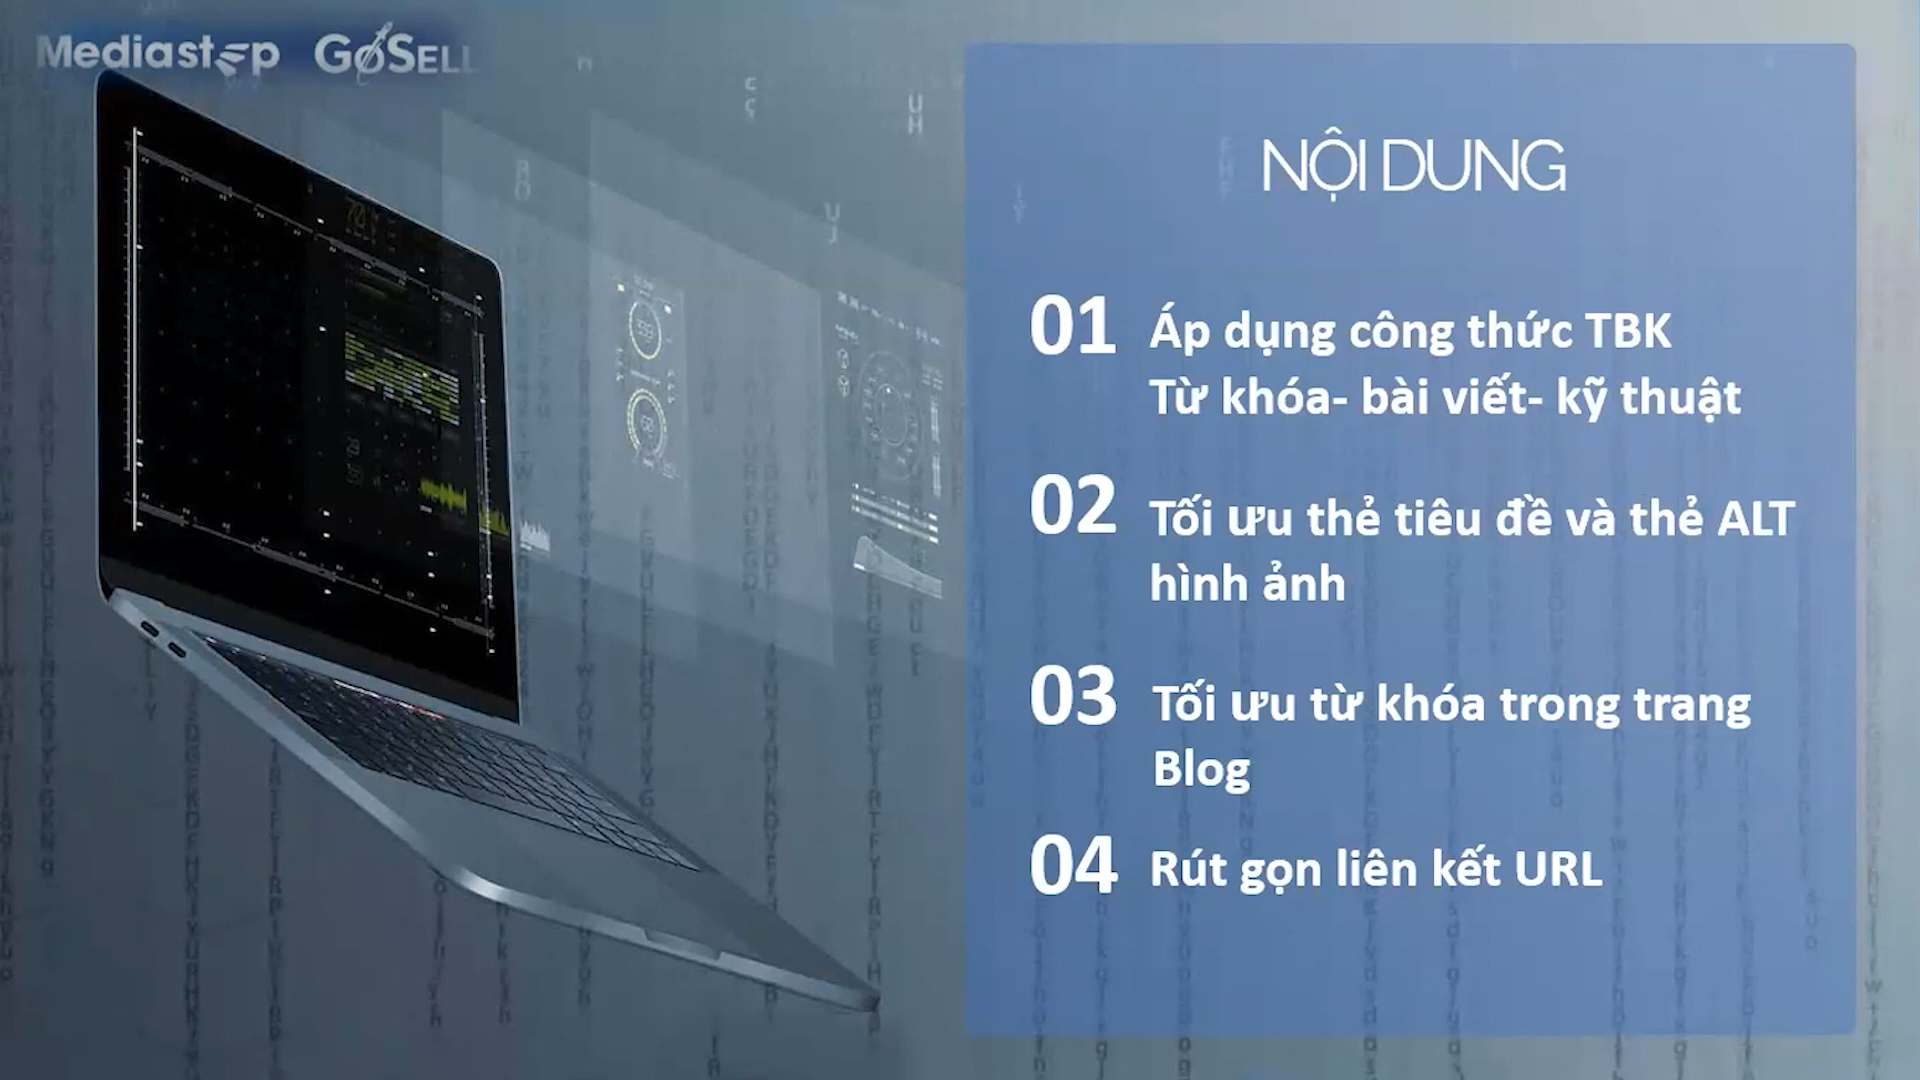 Mediastep GOSELL
NỘI DUNG
01 Áp dụng công thức TBK
Từ khóa- bài viết- kỹ thuật
02 Tối ưu thẻ tiêu đề và thẻ ALT
hình ảnh
03 Tối ưu từ khóa trong trang
Blog
04 Rút gọn liên kết URL